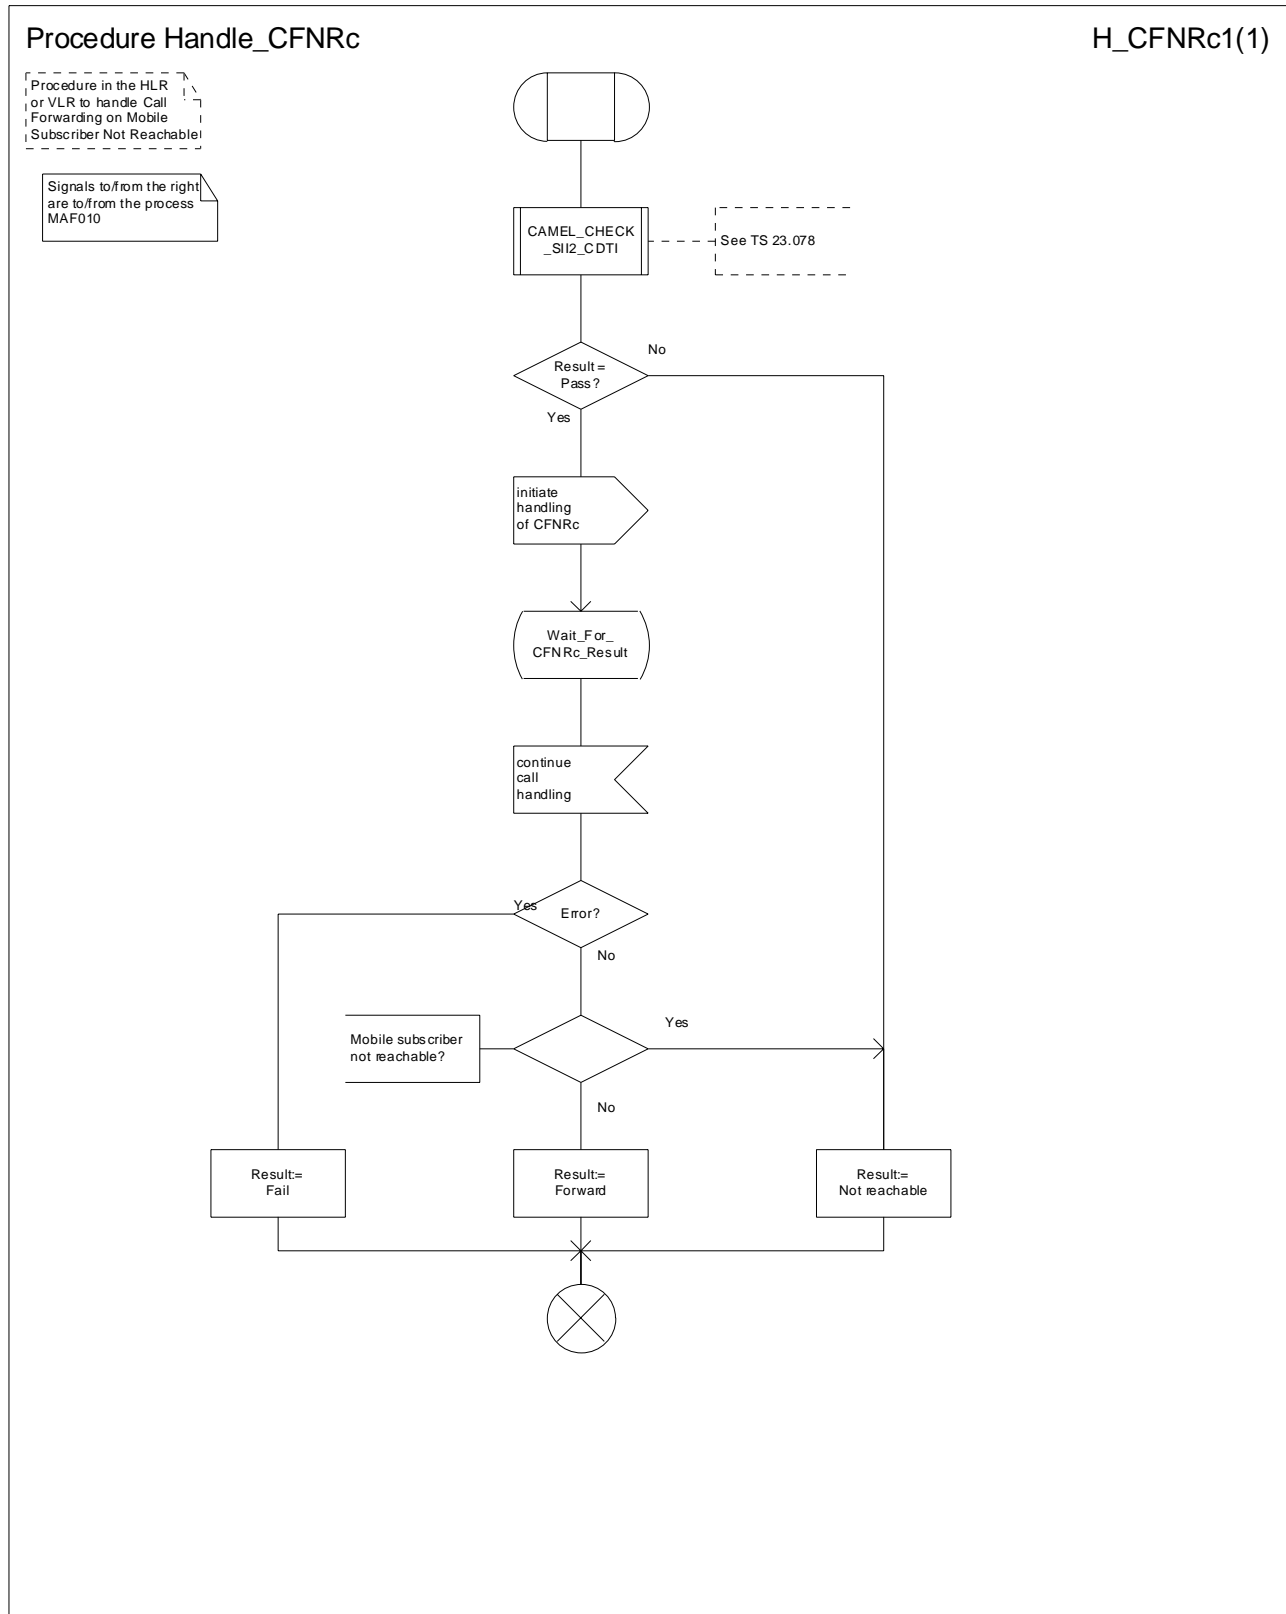 Procedure Handle_CFNRc
H_CFNRc1(1)
Procedure in the HLR
or VLR to handle Call
Forwarding on Mobile
Subscriber Not Reachable
Signals to/from the right
are to/from the process
MAF010
CAMEL_CHECK
_SII2_CDTI
See TS 23.078
No
Result=
Pass?
Yes
initiate
handling
of CFNRc
Wait_For_
CFNRc_Result
continue
call
handling
Yes
Error?
No
Mobile subscriber
not reachable?
Yes
No
Result:=
Fail
Result:=
Forward
Result:=
Not reachable